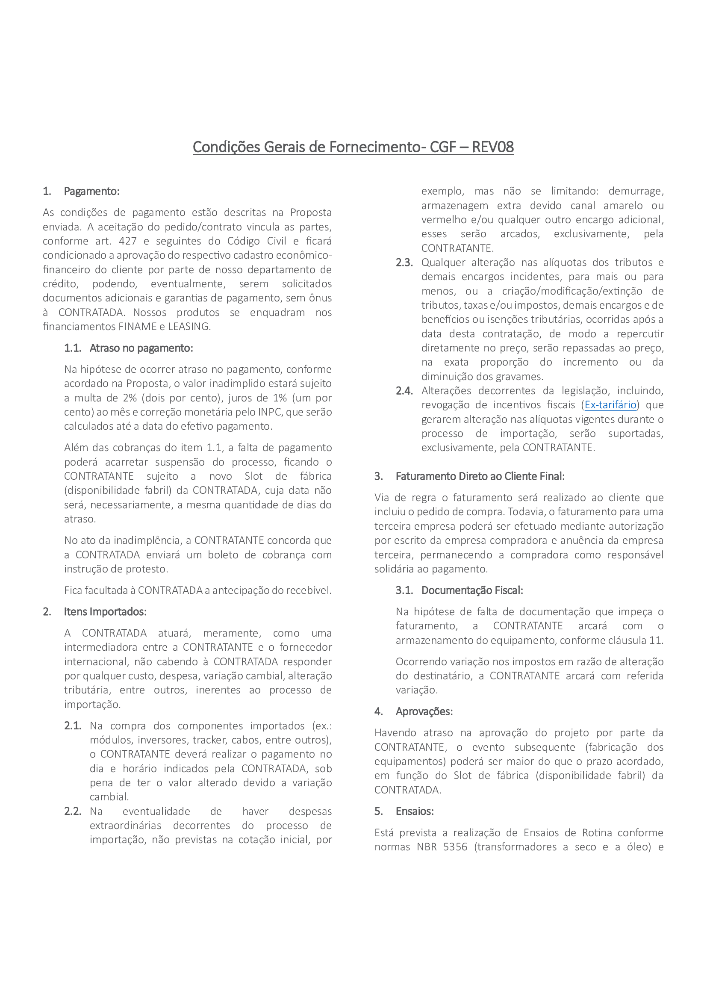 Condições Gerais de Fornecimento- CGF – REV08
1. Pagamento:
As condições de pagamento estão descritas na Proposta
enviada. A aceitação do pedido/contrato vincula as partes,
conforme art. 427 e seguintes do Código Civil e ficará
condicionado a aprovação do respectivo cadastro econômico-
financeiro do cliente por parte de nosso departamento de
crédito, podendo, eventualmente, serem solicitados
documentos adicionais e garantias de pagamento, sem ônus
à CONTRATADA. Nossos produtos se enquadram nos
financiamentos FINAME e LEASING.
1.1. Atraso no pagamento:
Na hipótese de ocorrer atraso no pagamento, conforme
acordado na Proposta, o valor inadimplido estará sujeito
a multa de 2% (dois por cento), juros de 1% (um por
cento) ao mês e correção monetária pelo INPC, que serão
calculados até a data do efetivo pagamento.
Além das cobranças do item 1.1, a falta de pagamento
poderá acarretar suspensão do processo, ficando o
CONTRATANTE sujeito a novo Slot de fábrica
(disponibilidade fabril) da CONTRATADA, cuja data não
será, necessariamente, a mesma quantidade de dias do
atraso.
No ato da inadimplência, a CONTRATANTE concorda que
a CONTRATADA enviará um boleto de cobrança com
instrução de protesto.
Fica facultada à CONTRATADA a antecipação do recebível.
2. Itens Importados:
A CONTRATADA atuará, meramente, como uma
intermediadora entre a CONTRATANTE e o fornecedor
internacional, não cabendo à CONTRATADA responder
por qualquer custo, despesa, variação cambial, alteração
tributária, entre outros, inerentes ao processo de
importação.
2.1. Na compra dos componentes importados (ex.:
módulos, inversores, tracker, cabos, entre outros),
o CONTRATANTE deverá realizar o pagamento no
dia e horário indicados pela CONTRATADA, sob
pena de ter o valor alterado devido a variação
cambial.
2.2. Na eventualidade de haver despesas
extraordinárias decorrentes do processo de
importação, não previstas na cotação inicial, por
exemplo, mas não se limitando: demurrage,
armazenagem extra devido canal amarelo ou
vermelho e/ou qualquer outro encargo adicional,
esses serão arcados, exclusivamente, pela
CONTRATANTE.
2.3. Qualquer alteração nas alíquotas dos tributos e
demais encargos incidentes, para mais ou para
menos, ou a criação/modificação/extinção de
tributos, taxas e/ou impostos, demais encargos e de
benefícios ou isenções tributárias, ocorridas após a
data desta contratação, de modo a repercutir
diretamente no preço, serão repassadas ao preço,
na exata proporção do incremento ou da
diminuição dos gravames.
2.4. Alterações decorrentes da legislação, incluindo,
revogação de incentivos fiscais (Ex-tarifário) que
gerarem alteração nas alíquotas vigentes durante o
processo de importação, serão suportadas,
exclusivamente, pela CONTRATANTE.
3. Faturamento Direto ao Cliente Final:
Via de regra o faturamento será realizado ao cliente que
incluiu o pedido de compra. Todavia, o faturamento para uma
terceira empresa poderá ser efetuado mediante autorização
por escrito da empresa compradora e anuência da empresa
terceira, permanecendo a compradora como responsável
solidária ao pagamento.
3.1. Documentação Fiscal:
Na hipótese de falta de documentação que impeça o
faturamento, a CONTRATANTE arcará com o
armazenamento do equipamento, conforme cláusula 11.
Ocorrendo variação nos impostos em razão de alteração
do destinatário, a CONTRATANTE arcará com referida
variação.
4. Aprovações:
Havendo atraso na aprovação do projeto por parte da
CONTRATANTE, o evento subsequente (fabricação dos
equipamentos) poderá ser maior do que o prazo acordado,
em função do Slot de fábrica (disponibilidade fabril) da
CONTRATADA.
5. Ensaios:
Está prevista a realização de Ensaios de Rotina conforme
normas NBR 5356 (transformadores a seco e a óleo) e